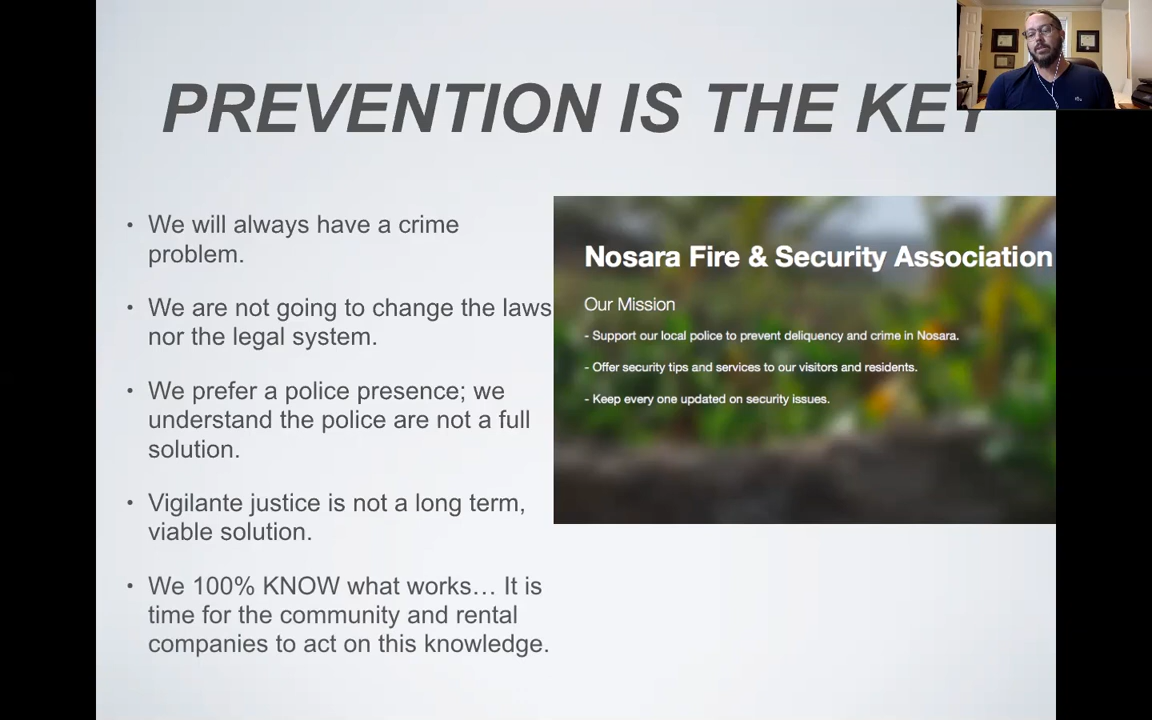 PREVENTION IS THE KEY
• We will always have a crime
problem.
• We are not going to change the laws
nor the legal system.
• We prefer a police presence; we
understand the police are not a full
solution.
• Vigilante justice is not a long term,
viable solution.
• We 100% KNOW what works… It is
time for the community and rental
companies to act on this knowledge.
Nosara Fire & Security Association
Our Mission
- Support our local police to prevent deliquency and crime in Nosara.
- Offer security tips and services to our visitors and residents.
- Keep every one updated on security issues.